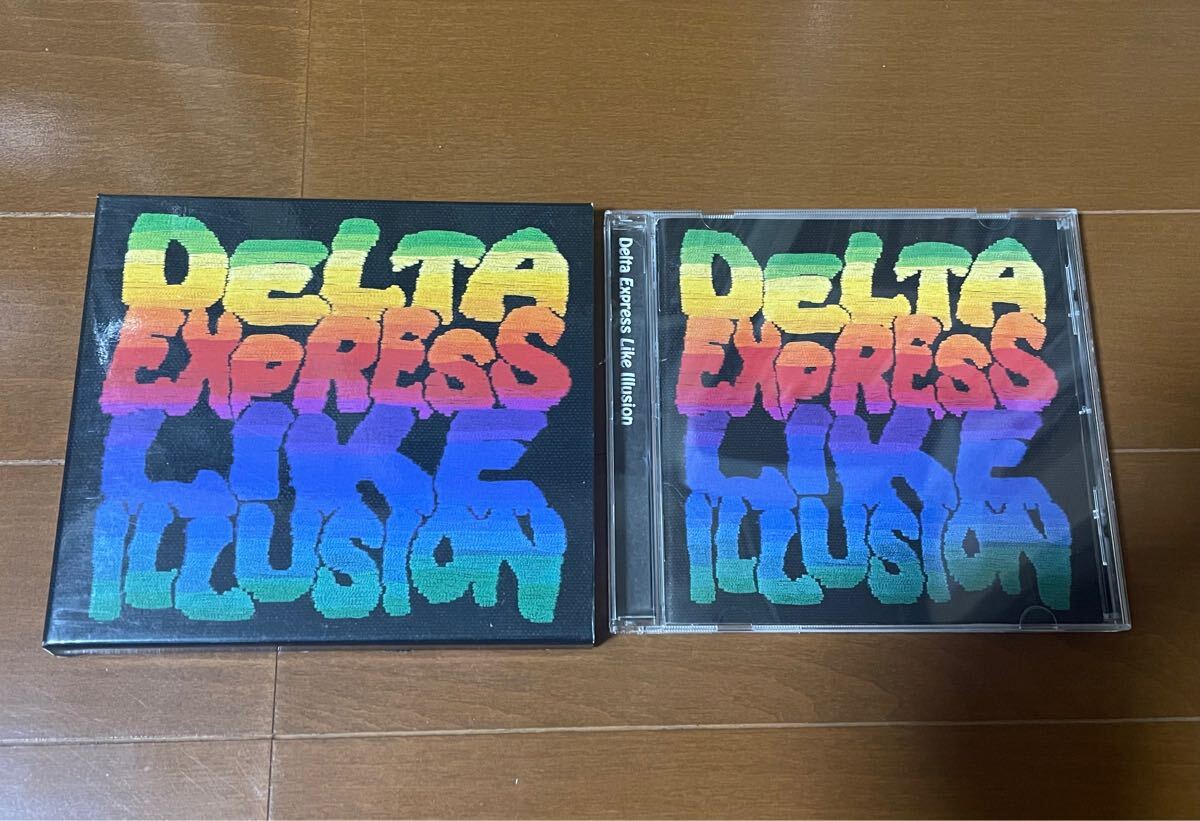 DELTA
EXPRESS
LIKE
ILLUSION
Delta Express Like Illusion
DELTA
EXPRESS
LIKE
ILLUSION